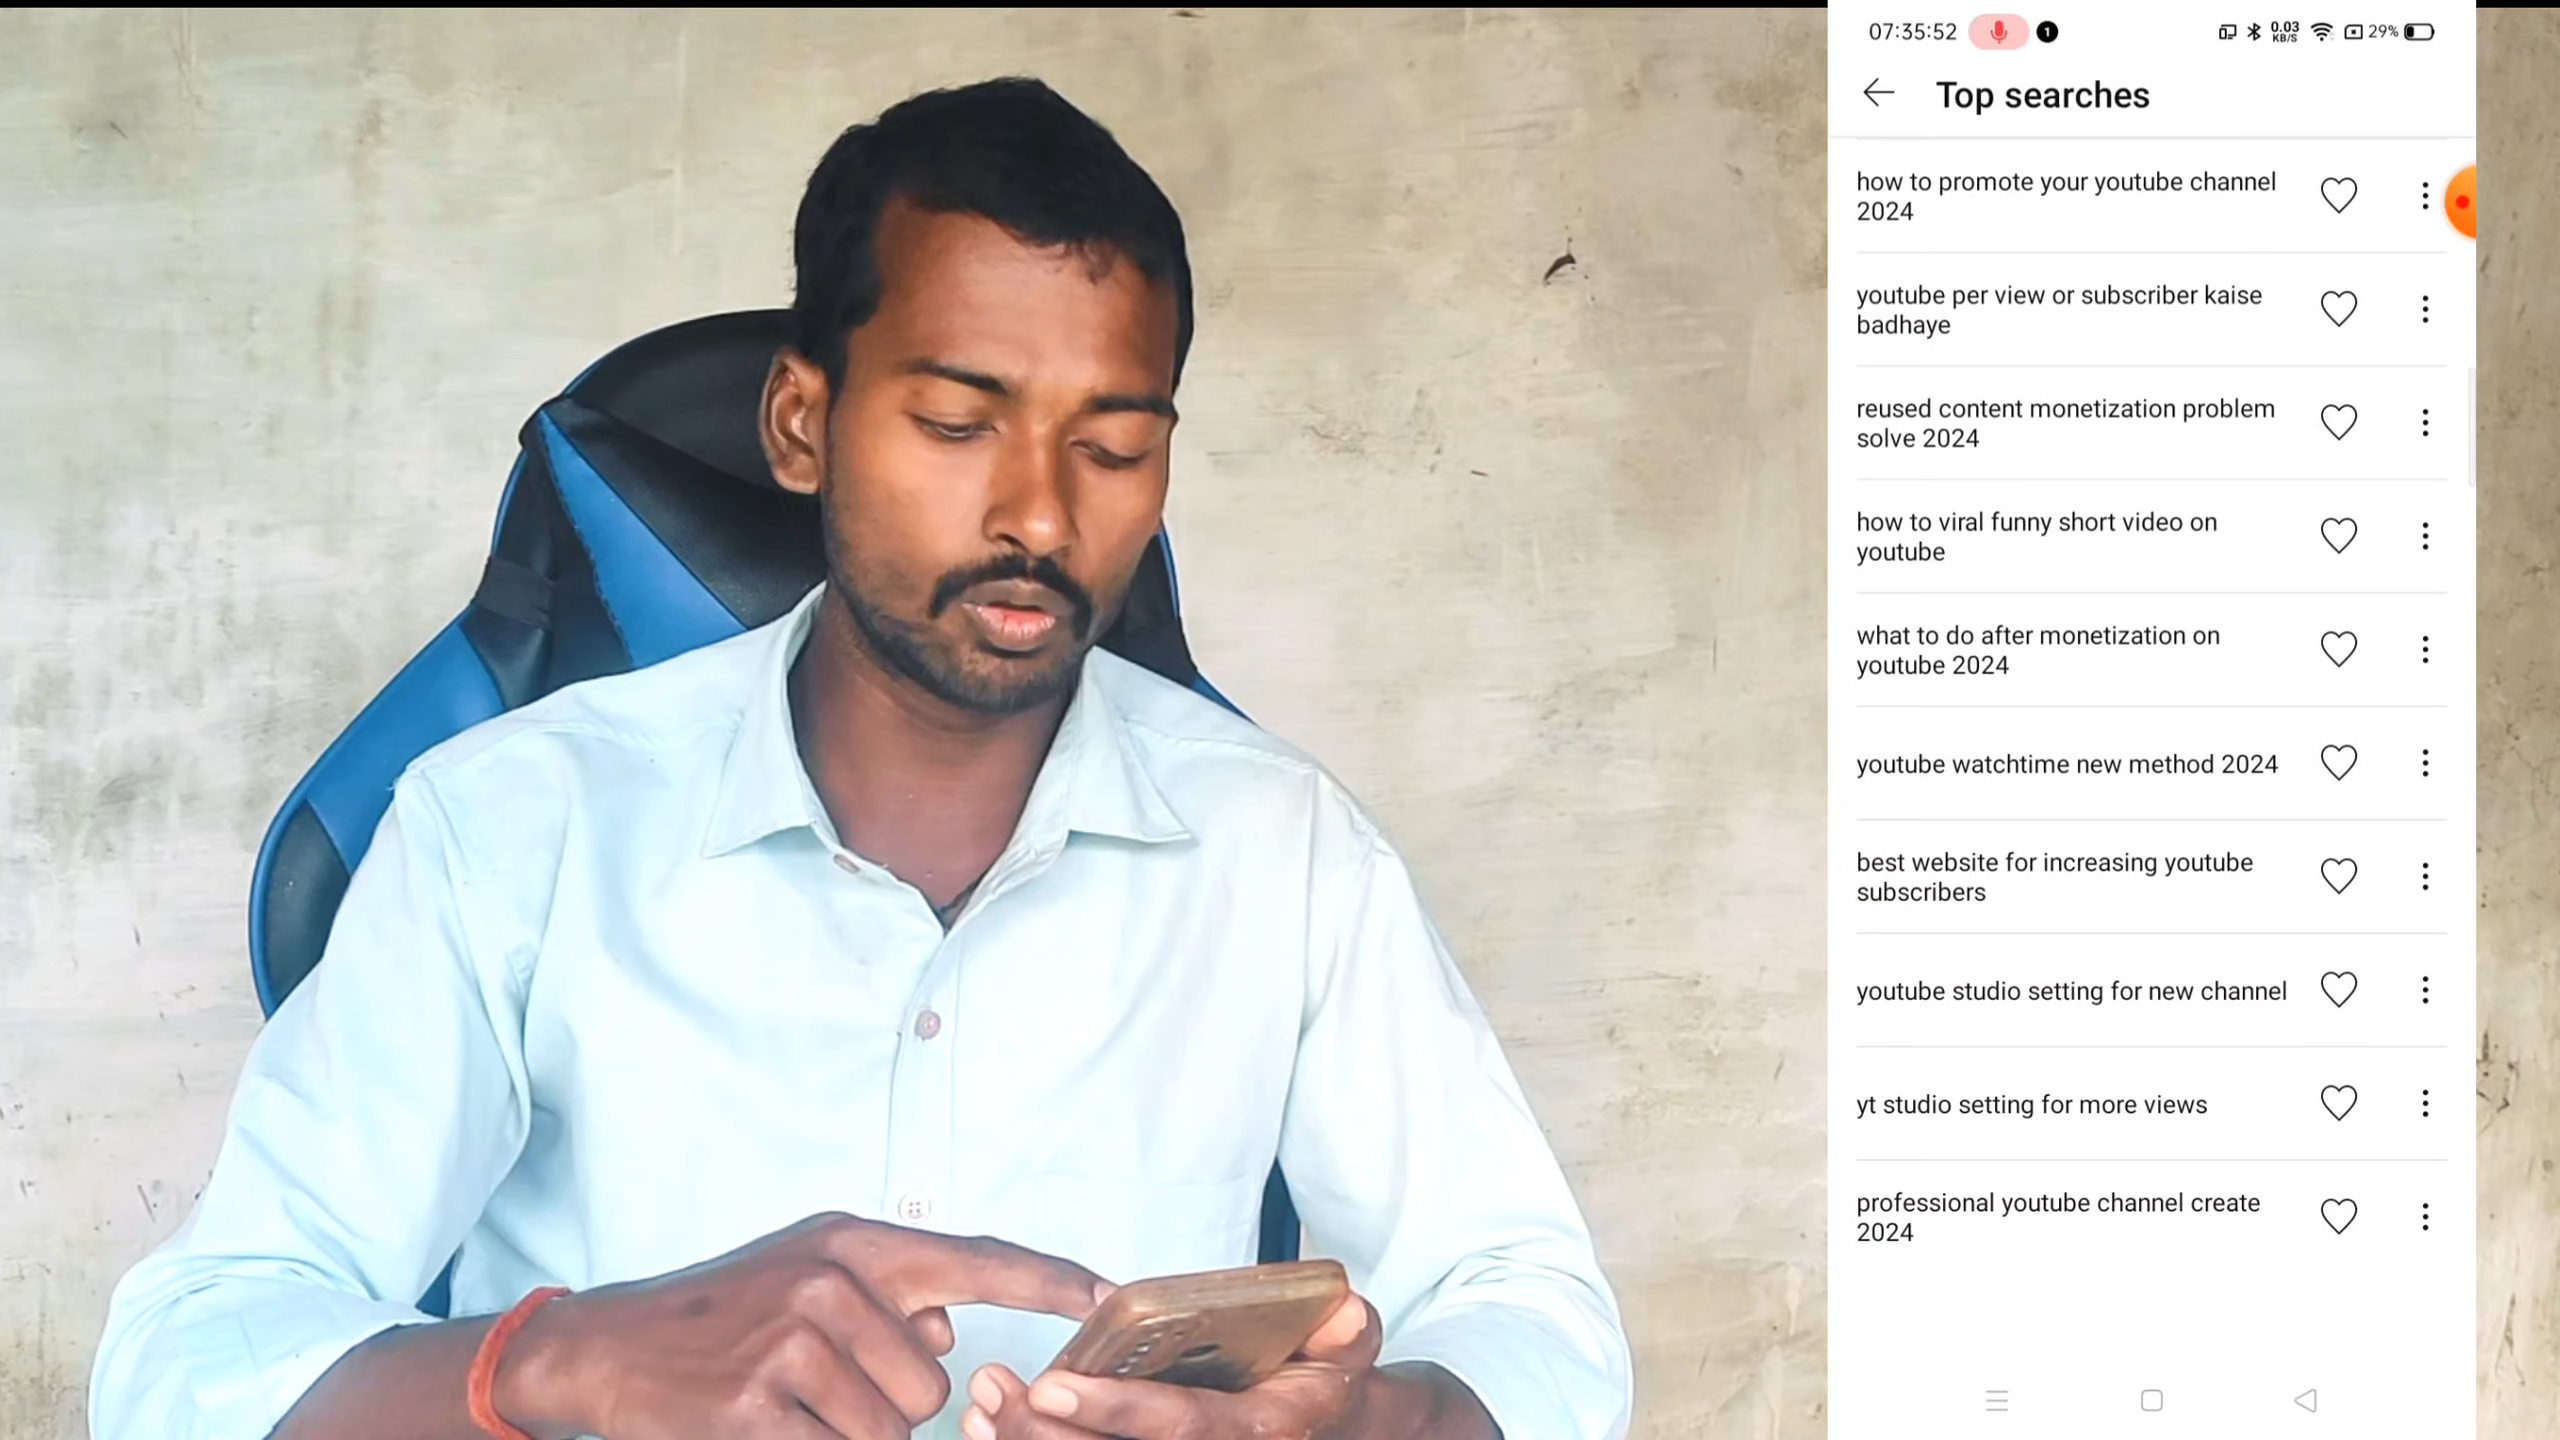 07:35:52
1
0.03
KB/S
29%
Top searches
how to promote your youtube channel
2024
youtube per view or subscriber kaise
badhaye
reused content monetization problem
solve 2024
how to viral funny short video on
youtube
what to do after monetization on
youtube 2024
youtube watchtime new method 2024
best website for increasing youtube
subscribers
youtube studio setting for new channel
yt studio setting for more views
professional youtube channel create
2024